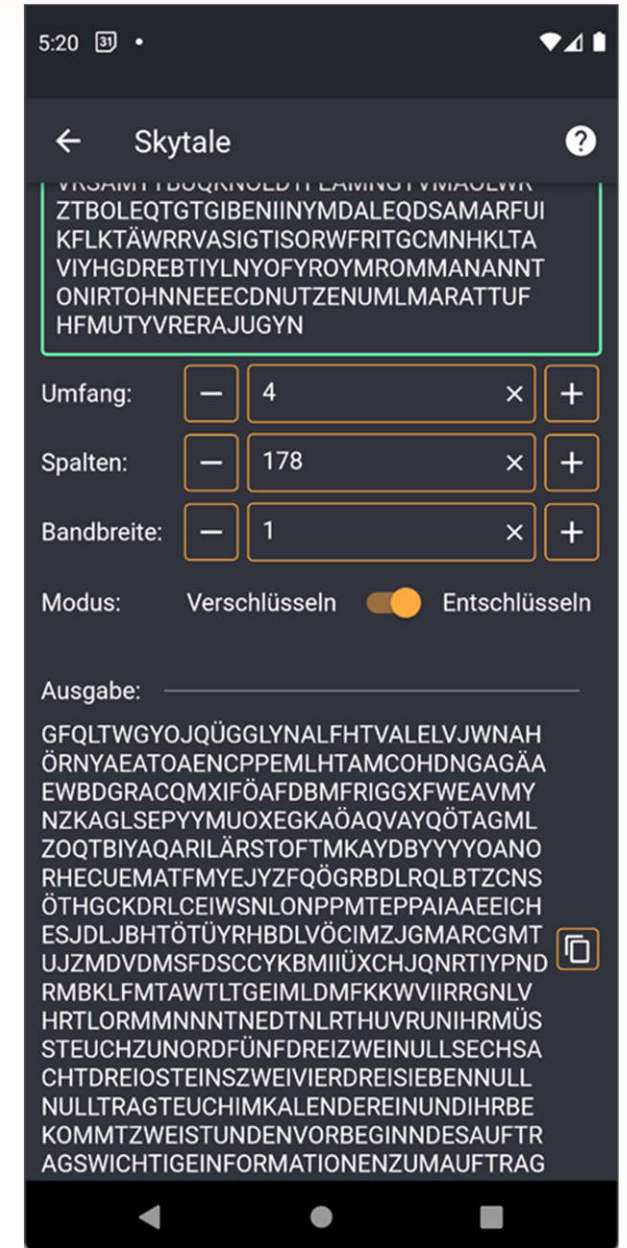 5:20 31
Skytale
ZTBOLEQTGTGIBENIINYMDALEQDSAMARFUI
KFLKTÄWRRVASIGTISORWFRITGCMNHKLTA
VIYHGDREBTIYLNYOFYROYMROMMANANNT
ONIRTOHNNEEECDNUTZENUMLMARATTUF
HFMUTYVRERAJUGYN
Umfang: − 4 × +
Spalten: − 178 × +
Bandbreite: − 1 × +
Modus: Verschlüsseln Entschlüsseln
Ausgabe:
GFQLTWGYOJQÜGGLYNALFHTVALELVJWNAH
ÖRNYAEATOAENCPPEMLHTAMCOHDNGAGÄA
EWBDGRACQMXIFÖAFDBMFRIGGXFWEAVMY
NZKAGLSEPYYMUOXEGKAÖAQVAYQÖTAGML
ZOQTBIYAQARILÄRSTOFTMKAYDBYYYYOANO
RHECUEMATFMYEJYZFQÖGRBDLRQLBTZCNS
ÖTHGCKDRLCEIWSNLONPPMTEPPAIAAEEICH
ESJDLJBHTÖTÜYRHBDLVÖCIMZJGMARCGMT
UJZMDVDMSFDSCCYKBMIIÜXCHJQNRTIYPND
RMBKLFMTAWTLTGEIMLDMFKKWVIIRRGNLV
HRTLORMMNNNTNEDTNLRTHUVRUNIHRMÜS
STEUCHZUNORDFÜNFDREIZWEINULLSECHSA
CHTDREIOSTEINSZWEIVIERDREISIEBENNULL
NULLTRAGTEUCHIMKALENDEREINUNDIHRBE
KOMMTZWEISTUNDENVORBEGINNDESAUFTR
AGSWICHTIGEINFORMATIONENZUMAUFTRAG